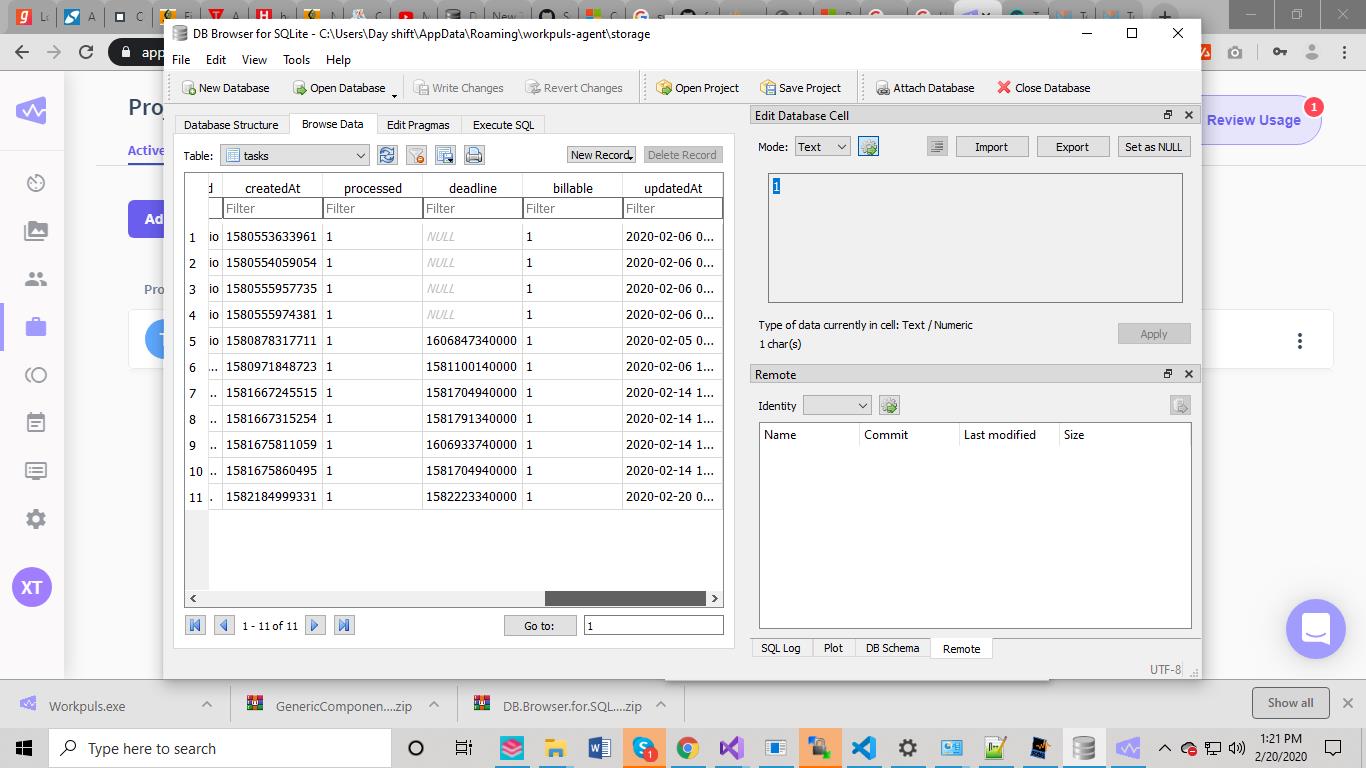 DB Browser for SQLite - C:\Users\Day shift\AppData\Roaming\workpuls-agent\storage
File Edit View Tools Help
New Database Open Database Write Changes Revert Changes Open Project Save Project Attach Database Close Database
app
Database Structure Browse Data Edit Pragmas Execute SQL
Table: tasks New Record Delete Record
createdAt processed deadline billable updatedAt
Filter Filter Filter Filter Filter
1 io 1580553633961 1 NULL 1 2020-02-06 0...
2 io 1580554059054 1 NULL 1 2020-02-06 0...
3 io 1580555957735 1 NULL 1 2020-02-06 0...
4 io 1580555974381 1 NULL 1 2020-02-06 0...
5 io 1580878317711 1 1606847340000 1 2020-02-05 0...
6 ... 1580971848723 1 1581100140000 1 2020-02-06 1...
7 .. 1581667245515 1 1581704940000 1 2020-02-14 1...
8 .. 1581667315254 1 1581791340000 1 2020-02-14 1...
9 .. 1581675811059 1 1606933740000 1 2020-02-14 1...
10 .. 1581675860495 1 1581704940000 1 2020-02-14 1...
11 . 1582184999331 1 1582223340000 1 2020-02-20 0...
1 - 11 of 11 Go to: 1
Edit Database Cell
Mode: Text Import Export Set as NULL
1
Type of data currently in cell: Text / Numeric
1 char(s)
Apply
Remote
Identity
Name Commit Last modified Size
SQL Log Plot DB Schema Remote
UTF-8
Pro
Active
Ad
Pro
XT
Review Usage 1
Workpuls.exe GenericComponen....zip DB.Browser.for.SQL....zip Show all
Type here to search
1
1:21 PM
2/20/2020